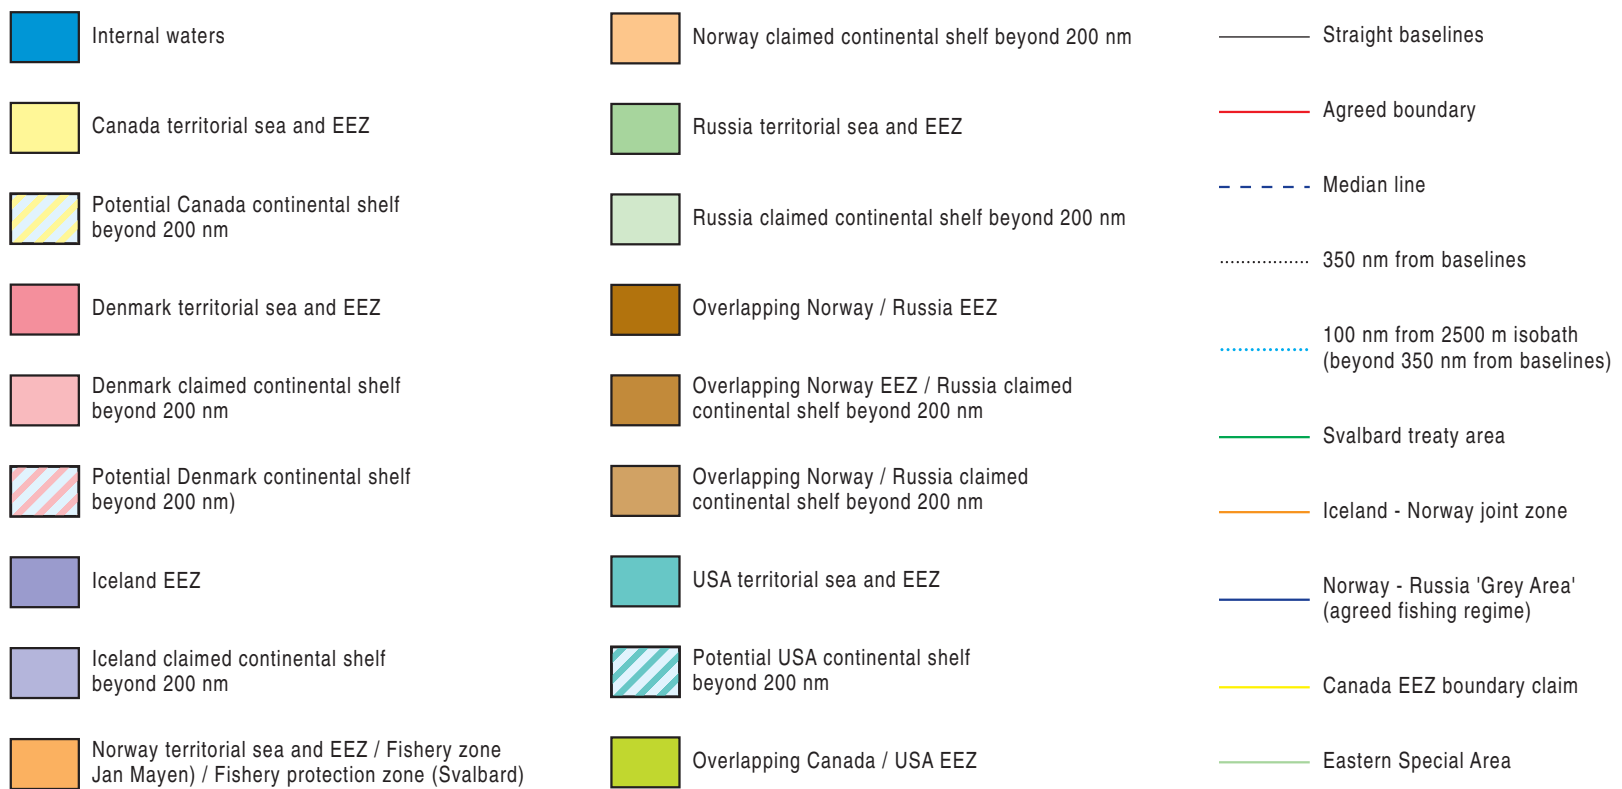 Internal waters
Canada territorial sea and EEZ
Potential Canada continental shelf
beyond 200 nm
Denmark territorial sea and EEZ
Denmark claimed continental shelf
beyond 200 nm
Potential Denmark continental shelf
beyond 200 nm)
Iceland EEZ
Iceland claimed continental shelf
beyond 200 nm
Norway territorial sea and EEZ / Fishery zone
Jan Mayen) / Fishery protection zone (Svalbard)
Norway claimed continental shelf beyond 200 nm
Russia territorial sea and EEZ
Russia claimed continental shelf beyond 200 nm
Overlapping Norway / Russia EEZ
Overlapping Norway EEZ / Russia claimed
continental shelf beyond 200 nm
Overlapping Norway / Russia claimed
continental shelf beyond 200 nm
USA territorial sea and EEZ
Potential USA continental shelf
beyond 200 nm
Overlapping Canada / USA EEZ
Straight baselines
Agreed boundary
Median line
350 nm from baselines
100 nm from 2500 m isobath
(beyond 350 nm from baselines)
Svalbard treaty area
Iceland - Norway joint zone
Norway - Russia 'Grey Area'
(agreed fishing regime)
Canada EEZ boundary claim
Eastern Special Area